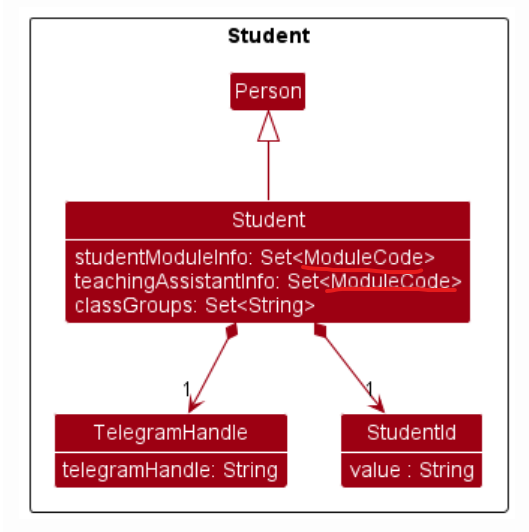 Student
Person
Student
studentModuleInfo: Set<ModuleCode>
teachingAssistantInfo: Set<ModuleCode>
classGroups: Set<String>
1
1
TelegramHandle
telegramHandle: String
StudentId
value : String